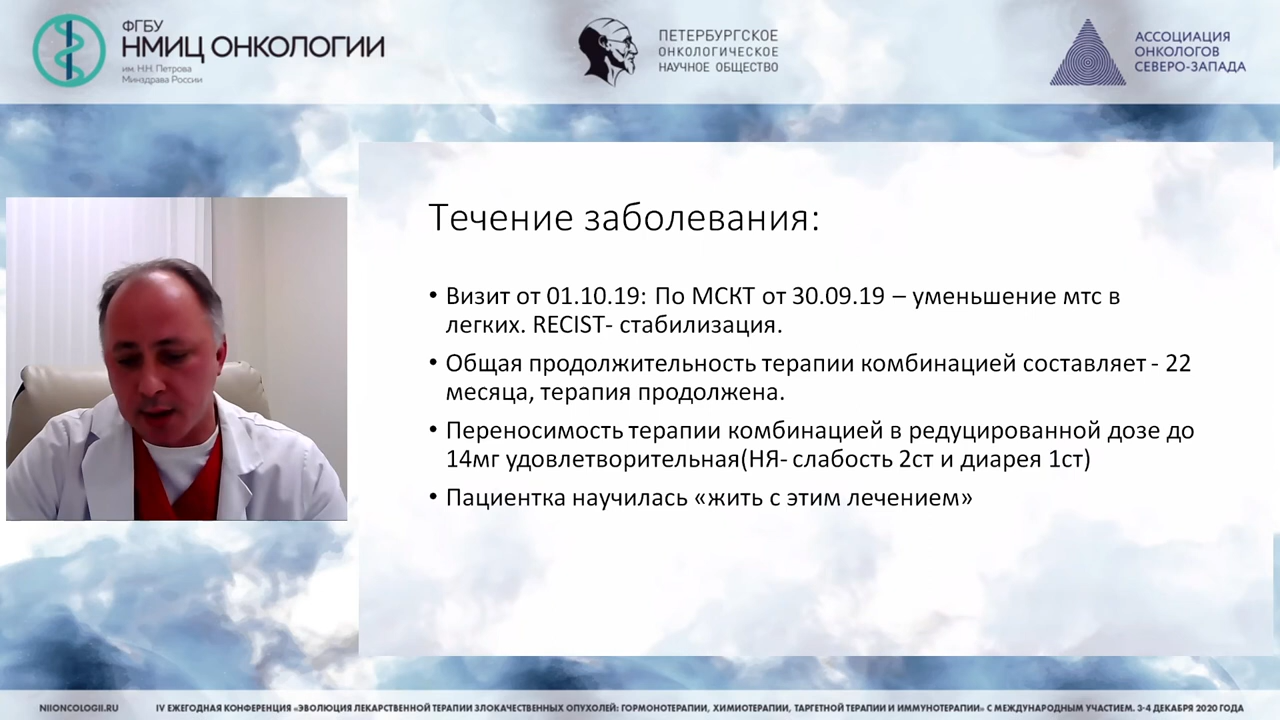 ФГБУ
НМИЦ ОНКОЛОГИИ
им. Н.Н. Петрова
Минздрава России
ПЕТЕРБУРГСКОЕ
ОНКОЛОГИЧЕСКОЕ
НАУЧНОЕ ОБЩЕСТВО
АССОЦИАЦИЯ
ОНКОЛОГОВ
СЕВЕРО-ЗАПАДА
Течение заболевания:
• Визит от 01.10.19: По МСКТ от 30.09.19 – уменьшение мтс в
легких. RECIST- стабилизация.
• Общая продолжительность терапии комбинацией составляет - 22
месяца, терапия продолжена.
• Переносимость терапии комбинацией в редуцированной дозе до
14мг удовлетворительная(НЯ- слабость 2ст и диарея 1ст)
• Пациентка научилась «жить с этим лечением»
NIIONCOLOGII.RU
IV ЕЖЕГОДНАЯ КОНФЕРЕНЦИЯ «ЭВОЛЮЦИЯ ЛЕКАРСТВЕННОЙ ТЕРАПИИ ЗЛОКАЧЕСТВЕННЫХ ОПУХОЛЕЙ: ГОРМОНОТЕРАПИИ, ХИМИОТЕРАПИИ, ТАРГЕТНОЙ ТЕРАПИИ И ИММУНОТЕРАПИИ» С МЕЖДУНАРОДНЫМ УЧАСТИЕМ. 3-4 ДЕКАБРЯ 2020 ГОДА